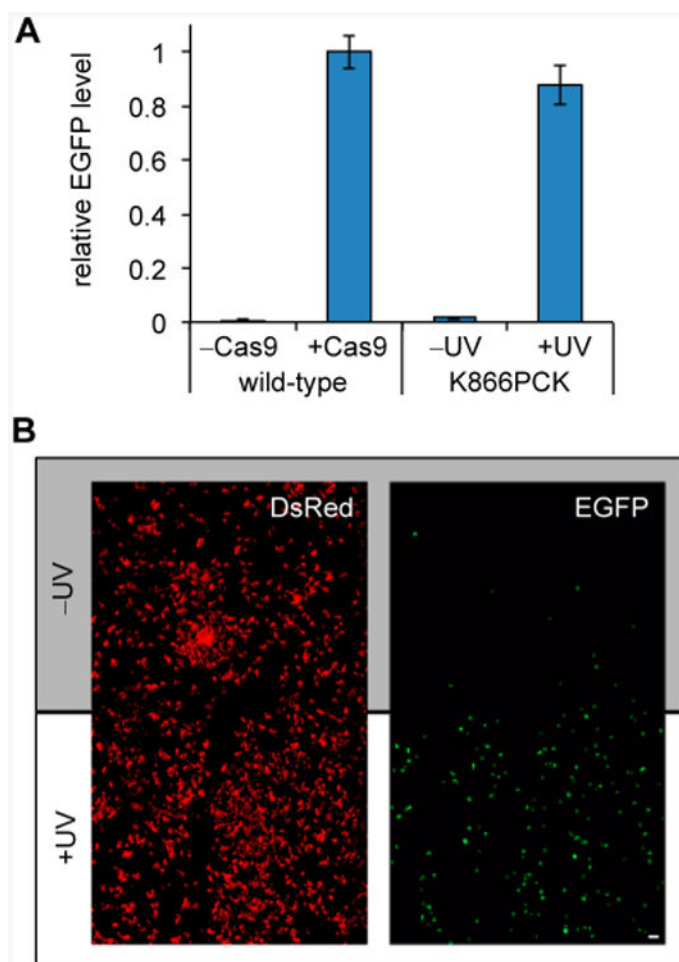 A
relative EGFP level
1
0.8
0.6
0.4
0.2
0
–Cas9 +Cas9 –UV +UV
wild-type K866PCK
B
–UV
DsRed EGFP
+UV